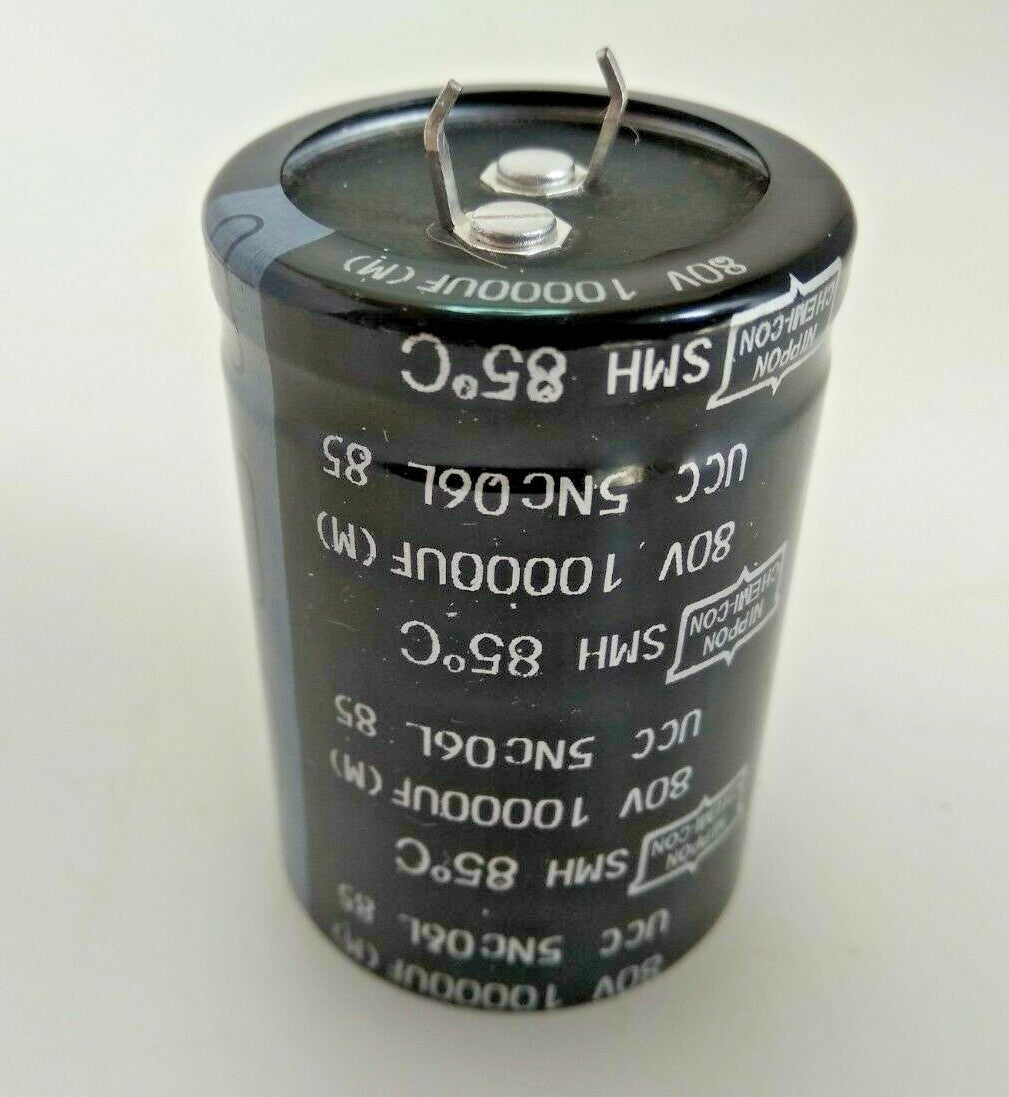 80V 10000UF (M)
UCC 5Nc06L 85
NIPPON
CHEMI-CON SMH 85°C
80V 10000UF (M)
UCC 5Nc06L 85
NIPPON
CHEMI-CON SMH 85°C
80V 10000UF (M)
UCC 5Nc06L 85
NIPPON
CHEMI-CON SMH 85°C
80V 10000UF (M)